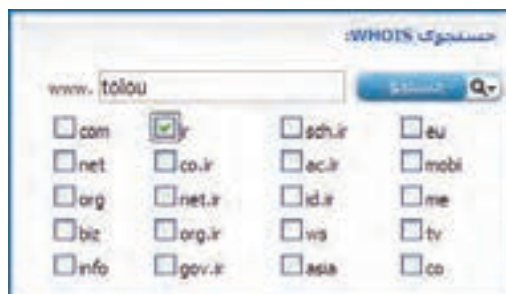 جستجوی WHOIS:
www. tolou جستجو
com ir sch.ir eu
net co.ir ac.ir mobi
org net.ir id.ir me
biz org.ir ws tv
info gov.ir asia co